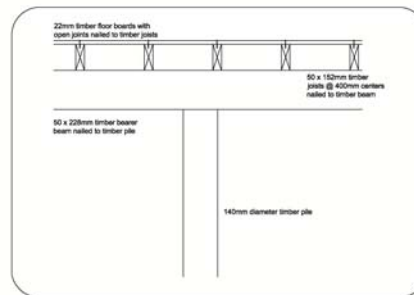 22mm timber floor boards with
open joints nailed to timber joists
50 x 152mm timber
joists @ 400mm centers
nailed to timber beam
50 x 228mm timber bearer
beam nailed to timber pile
140mm diameter timber pile